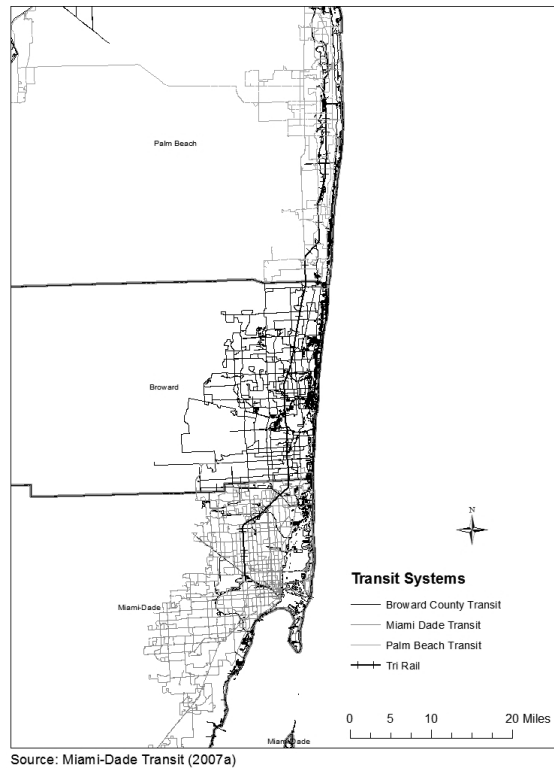 Palm Beach
Broward
Miami-Dade
N
Transit Systems
Broward County Transit
Miami Dade Transit
Palm Beach Transit
Tri Rail
0 5 10 20 Miles
Miami-Dade
Source: Miami-Dade Transit (2007a)